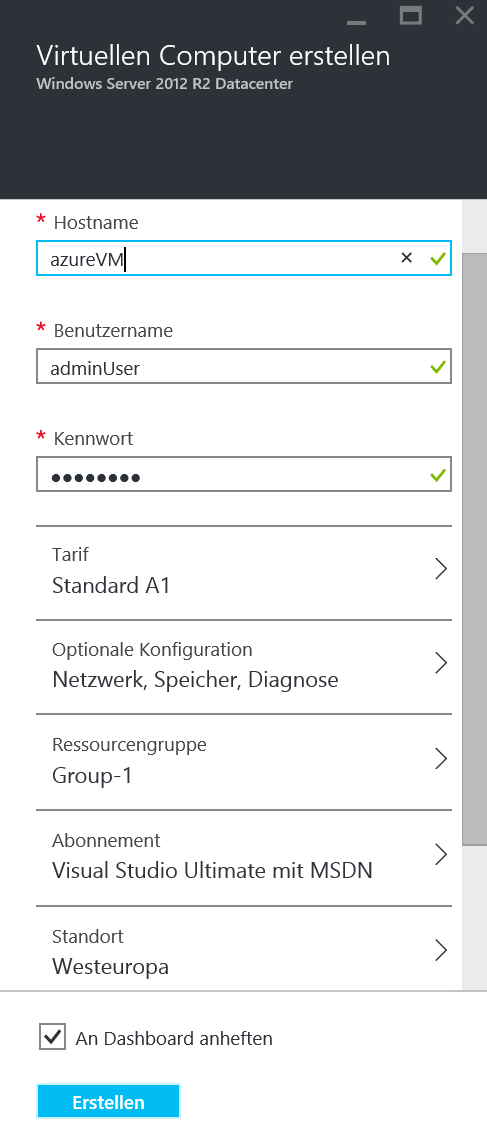 Virtuellen Computer erstellen
Windows Server 2012 R2 Datacenter
* Hostname
azureVM
* Benutzername
adminUser
* Kennwort
●●●●●●●●
Tarif
Standard A1
Optionale Konfiguration
Netzwerk, Speicher, Diagnose
Ressourcengruppe
Group-1
Abonnement
Visual Studio Ultimate mit MSDN
Standort
Westeuropa
An Dashboard anheften
Erstellen